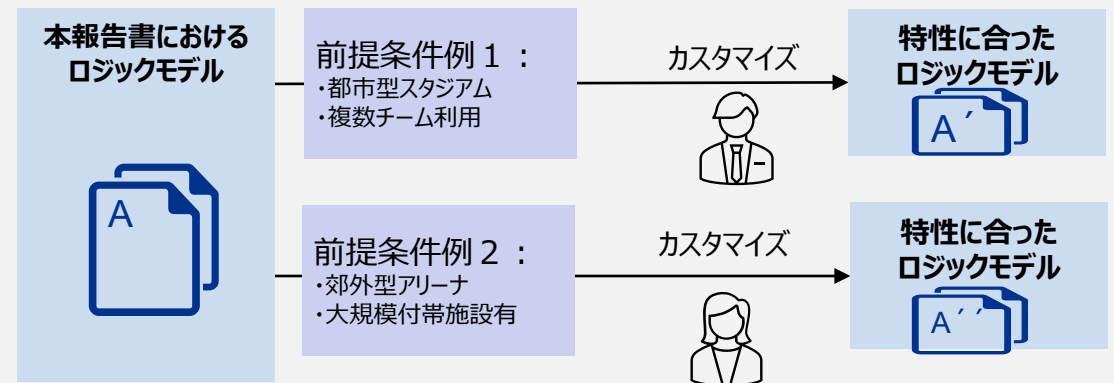 本報告書における
ロジックモデル
A
前提条件例１：
・都市型スタジアム
・複数チーム利用
カスタマイズ
特性に合った
ロジックモデル
A´
前提条件例２：
・郊外型アリーナ
・大規模付帯施設有
カスタマイズ
特性に合った
ロジックモデル
A´´